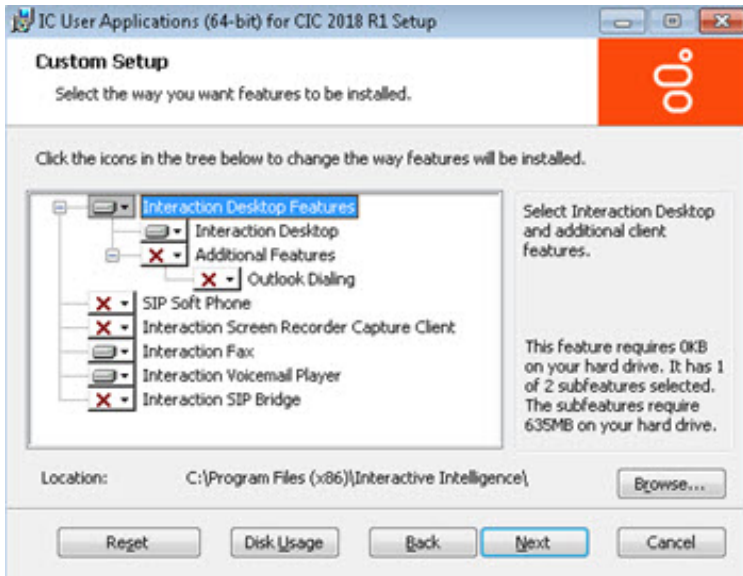 IC User Applications (64-bit) for CIC 2018 R1 Setup
Custom Setup
Select the way you want features to be installed.
Click the icons in the tree below to change the way features will be installed.
Interaction Desktop Features
Interaction Desktop
Additional Features
Outlook Dialing
SIP Soft Phone
Interaction Screen Recorder Capture Client
Interaction Fax
Interaction Voicemail Player
Interaction SIP Bridge
Select Interaction Desktop
and additional client
features.
This feature requires 0KB
on your hard drive. It has 1
of 2 subfeatures selected.
The subfeatures require
635MB on your hard drive.
Location: C:\Program Files (x86)\Interactive Intelligence\
Browse...
Reset Disk Usage Back Next Cancel